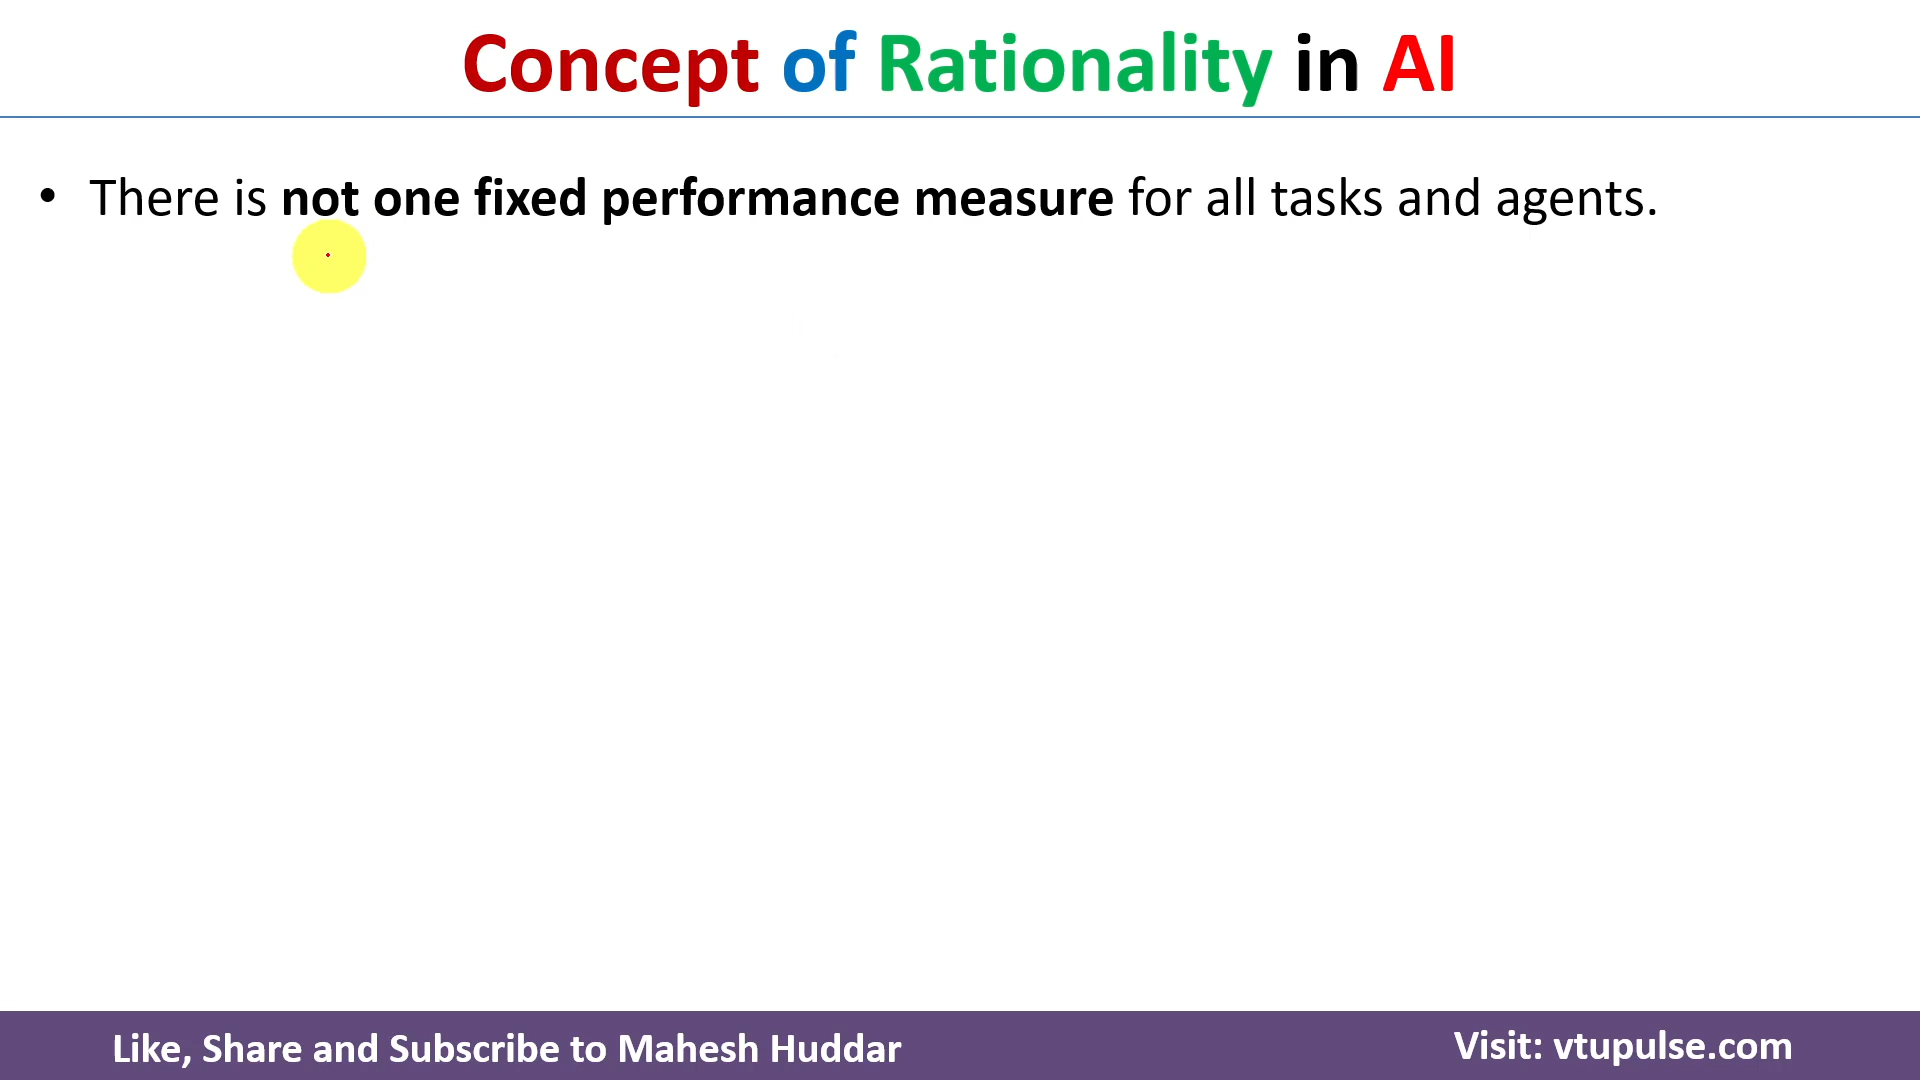 Concept of Rationality in AI
• There is not one fixed performance measure for all tasks and agents.
Like, Share and Subscribe to Mahesh Huddar
Visit: vtupulse.com